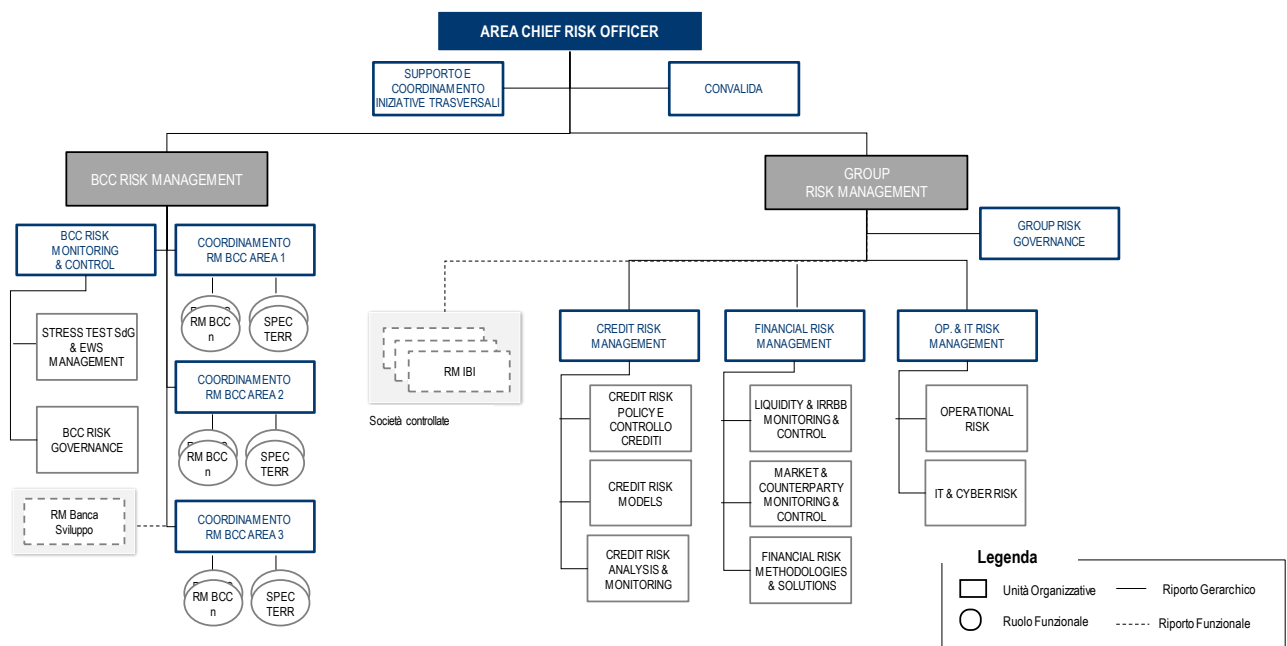 AREA CHIEF RISK OFFICER
SUPPORTO E
COORDINAMENTO
INIZIATIVE TRASVERSALI
CONVALIDA
BCC RISK MANAGEMENT
GROUP
RISK MANAGEMENT
BCC RISK
MONITORING
& CONTROL
COORDINAMENTO
RM BCC AREA 1
GROUP RISK
GOVERNANCE
RM BCC
n
SPEC
TERR
STRESS TEST SdG
& EWS
MANAGEMENT
RM IBI
Società controllate
CREDIT RISK
MANAGEMENT
FINANCIAL RISK
MANAGEMENT
OP. & IT RISK
MANAGEMENT
COORDINAMENTO
RM BCC AREA 2
BCC RISK
GOVERNANCE
RM BCC
n
SPEC
TERR
CREDIT RISK
POLICY E
CONTROLLO
CREDITI
LIQUIDITY & IRRBB
MONITORING &
CONTROL
OPERATIONAL
RISK
CREDIT RISK
MODELS
MARKET &
COUNTERPARTY
MONITORING &
CONTROL
IT & CYBER RISK
RM Banca
Sviluppo
COORDINAMENTO
RM BCC AREA 3
CREDIT RISK
ANALYSIS &
MONITORING
FINANCIAL RISK
METHODOLOGIES
& SOLUTIONS
RM BCC
n
SPEC
TERR
Legenda
Unità Organizzative
Riporto Gerarchico
Ruolo Funzionale
Riporto Funzionale